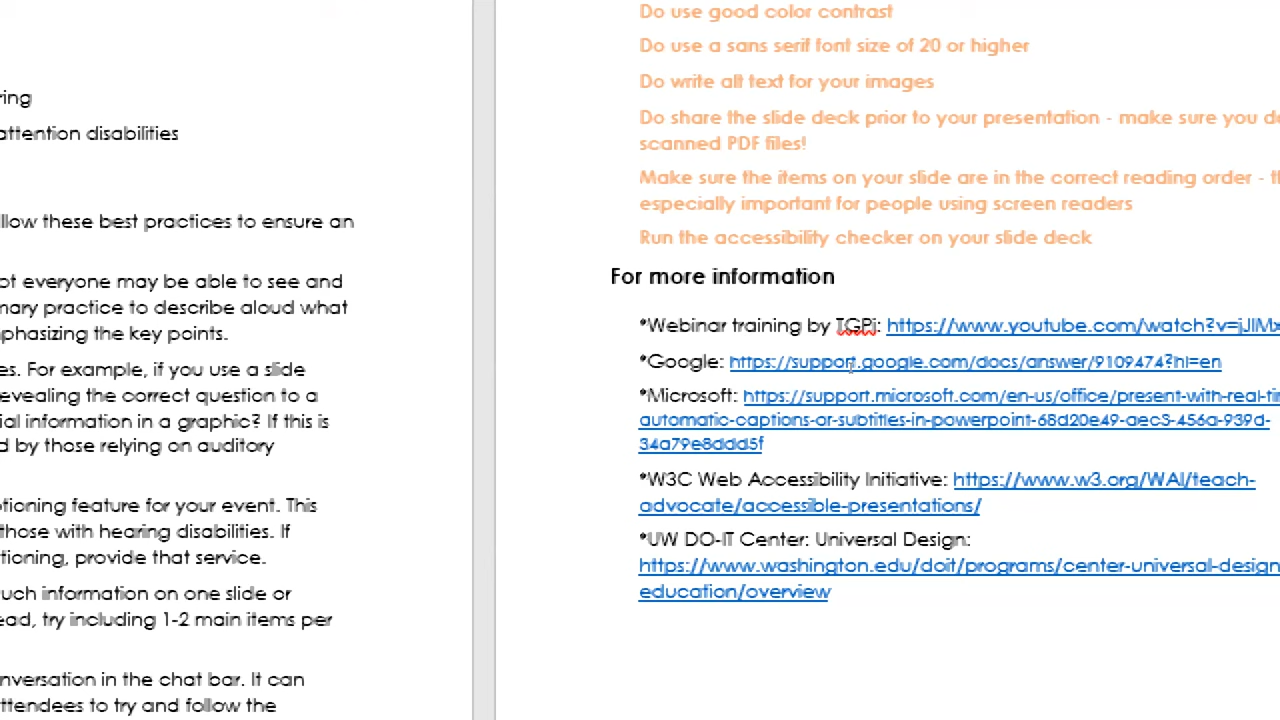 ring
attention disabilities
llow these best practices to ensure an
ot everyone may be able to see and
mary practice to describe aloud what
phasizing the key points.
es. For example, if you use a slide
evealing the correct question to a
ial information in a graphic? If this is
d by those relying on auditory
tioning feature for your event. This
those with hearing disabilities. If
tioning, provide that service.
uch information on one slide or
ead, try including 1-2 main items per
nversation in the chat bar. It can
ttendees to try and follow the
Do use good color contrast
Do use a sans serif font size of 20 or higher
Do write alt text for your images
Do share the slide deck prior to your presentation - make sure you d
scanned PDF files!
Make sure the items on your slide are in the correct reading order - t
especially important for people using screen readers
Run the accessibility checker on your slide deck
For more information
*Webinar training by TGPi: https://www.youtube.com/watch?v=jJIM
*Google: https://support.google.com/docs/answer/9109474?hl=en
*Microsoft: https://support.microsoft.com/en-us/office/present-with-real-ti
automatic-captions-or-subtitles-in-powerpoint-68d20e49-aec3-456a-939d-
34a79e8ddd5f
*W3C Web Accessibility Initiative: https://www.w3.org/WAI/teach-
advocate/accessible-presentations/
*UW DO-IT Center: Universal Design:
https://www.washington.edu/doit/programs/center-universal-design
education/overview